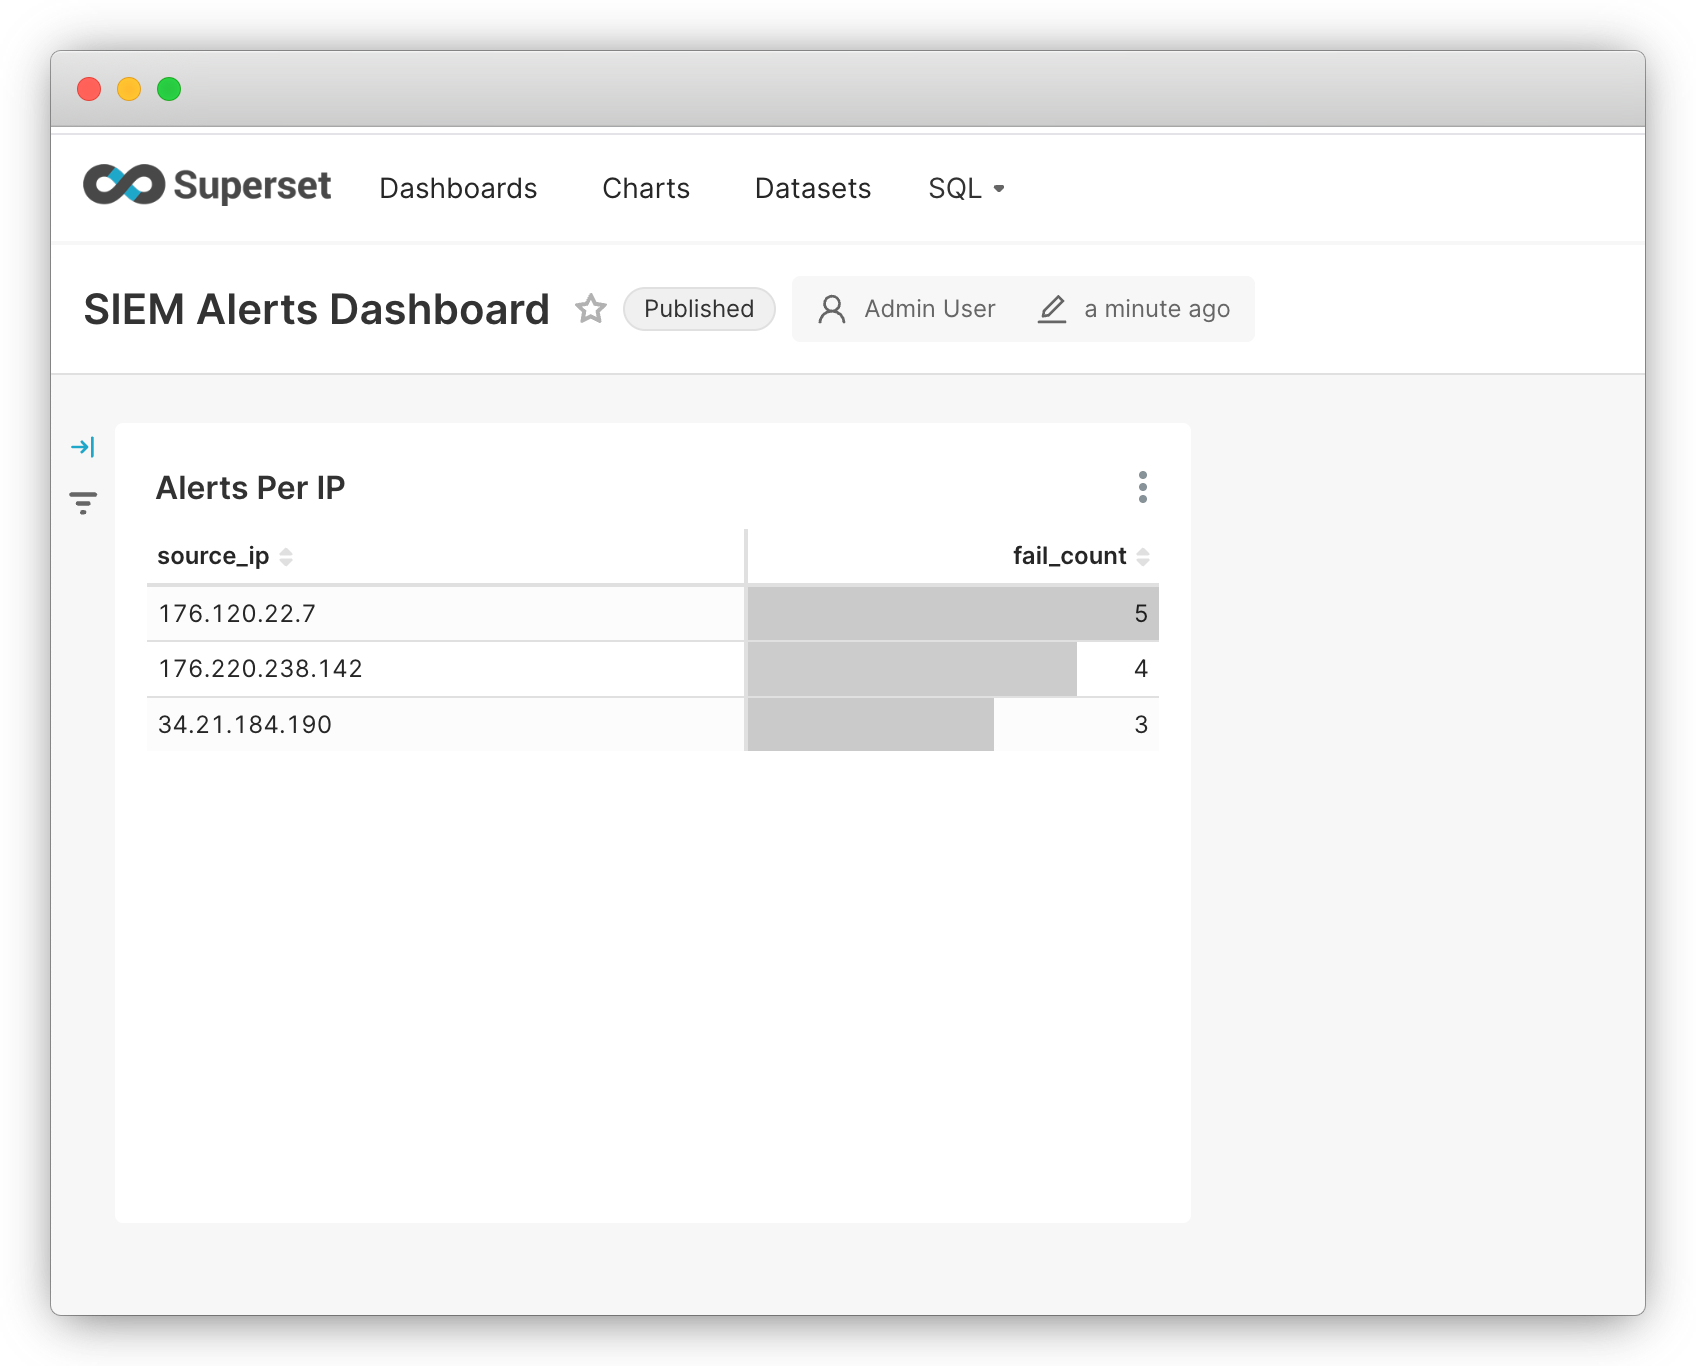 Superset Dashboards Charts Datasets SQL
SIEM Alerts Dashboard Published Admin User a minute ago
Alerts Per IP
source_ip fail_count
176.120.22.7 5
176.220.238.142 4
34.21.184.190 3